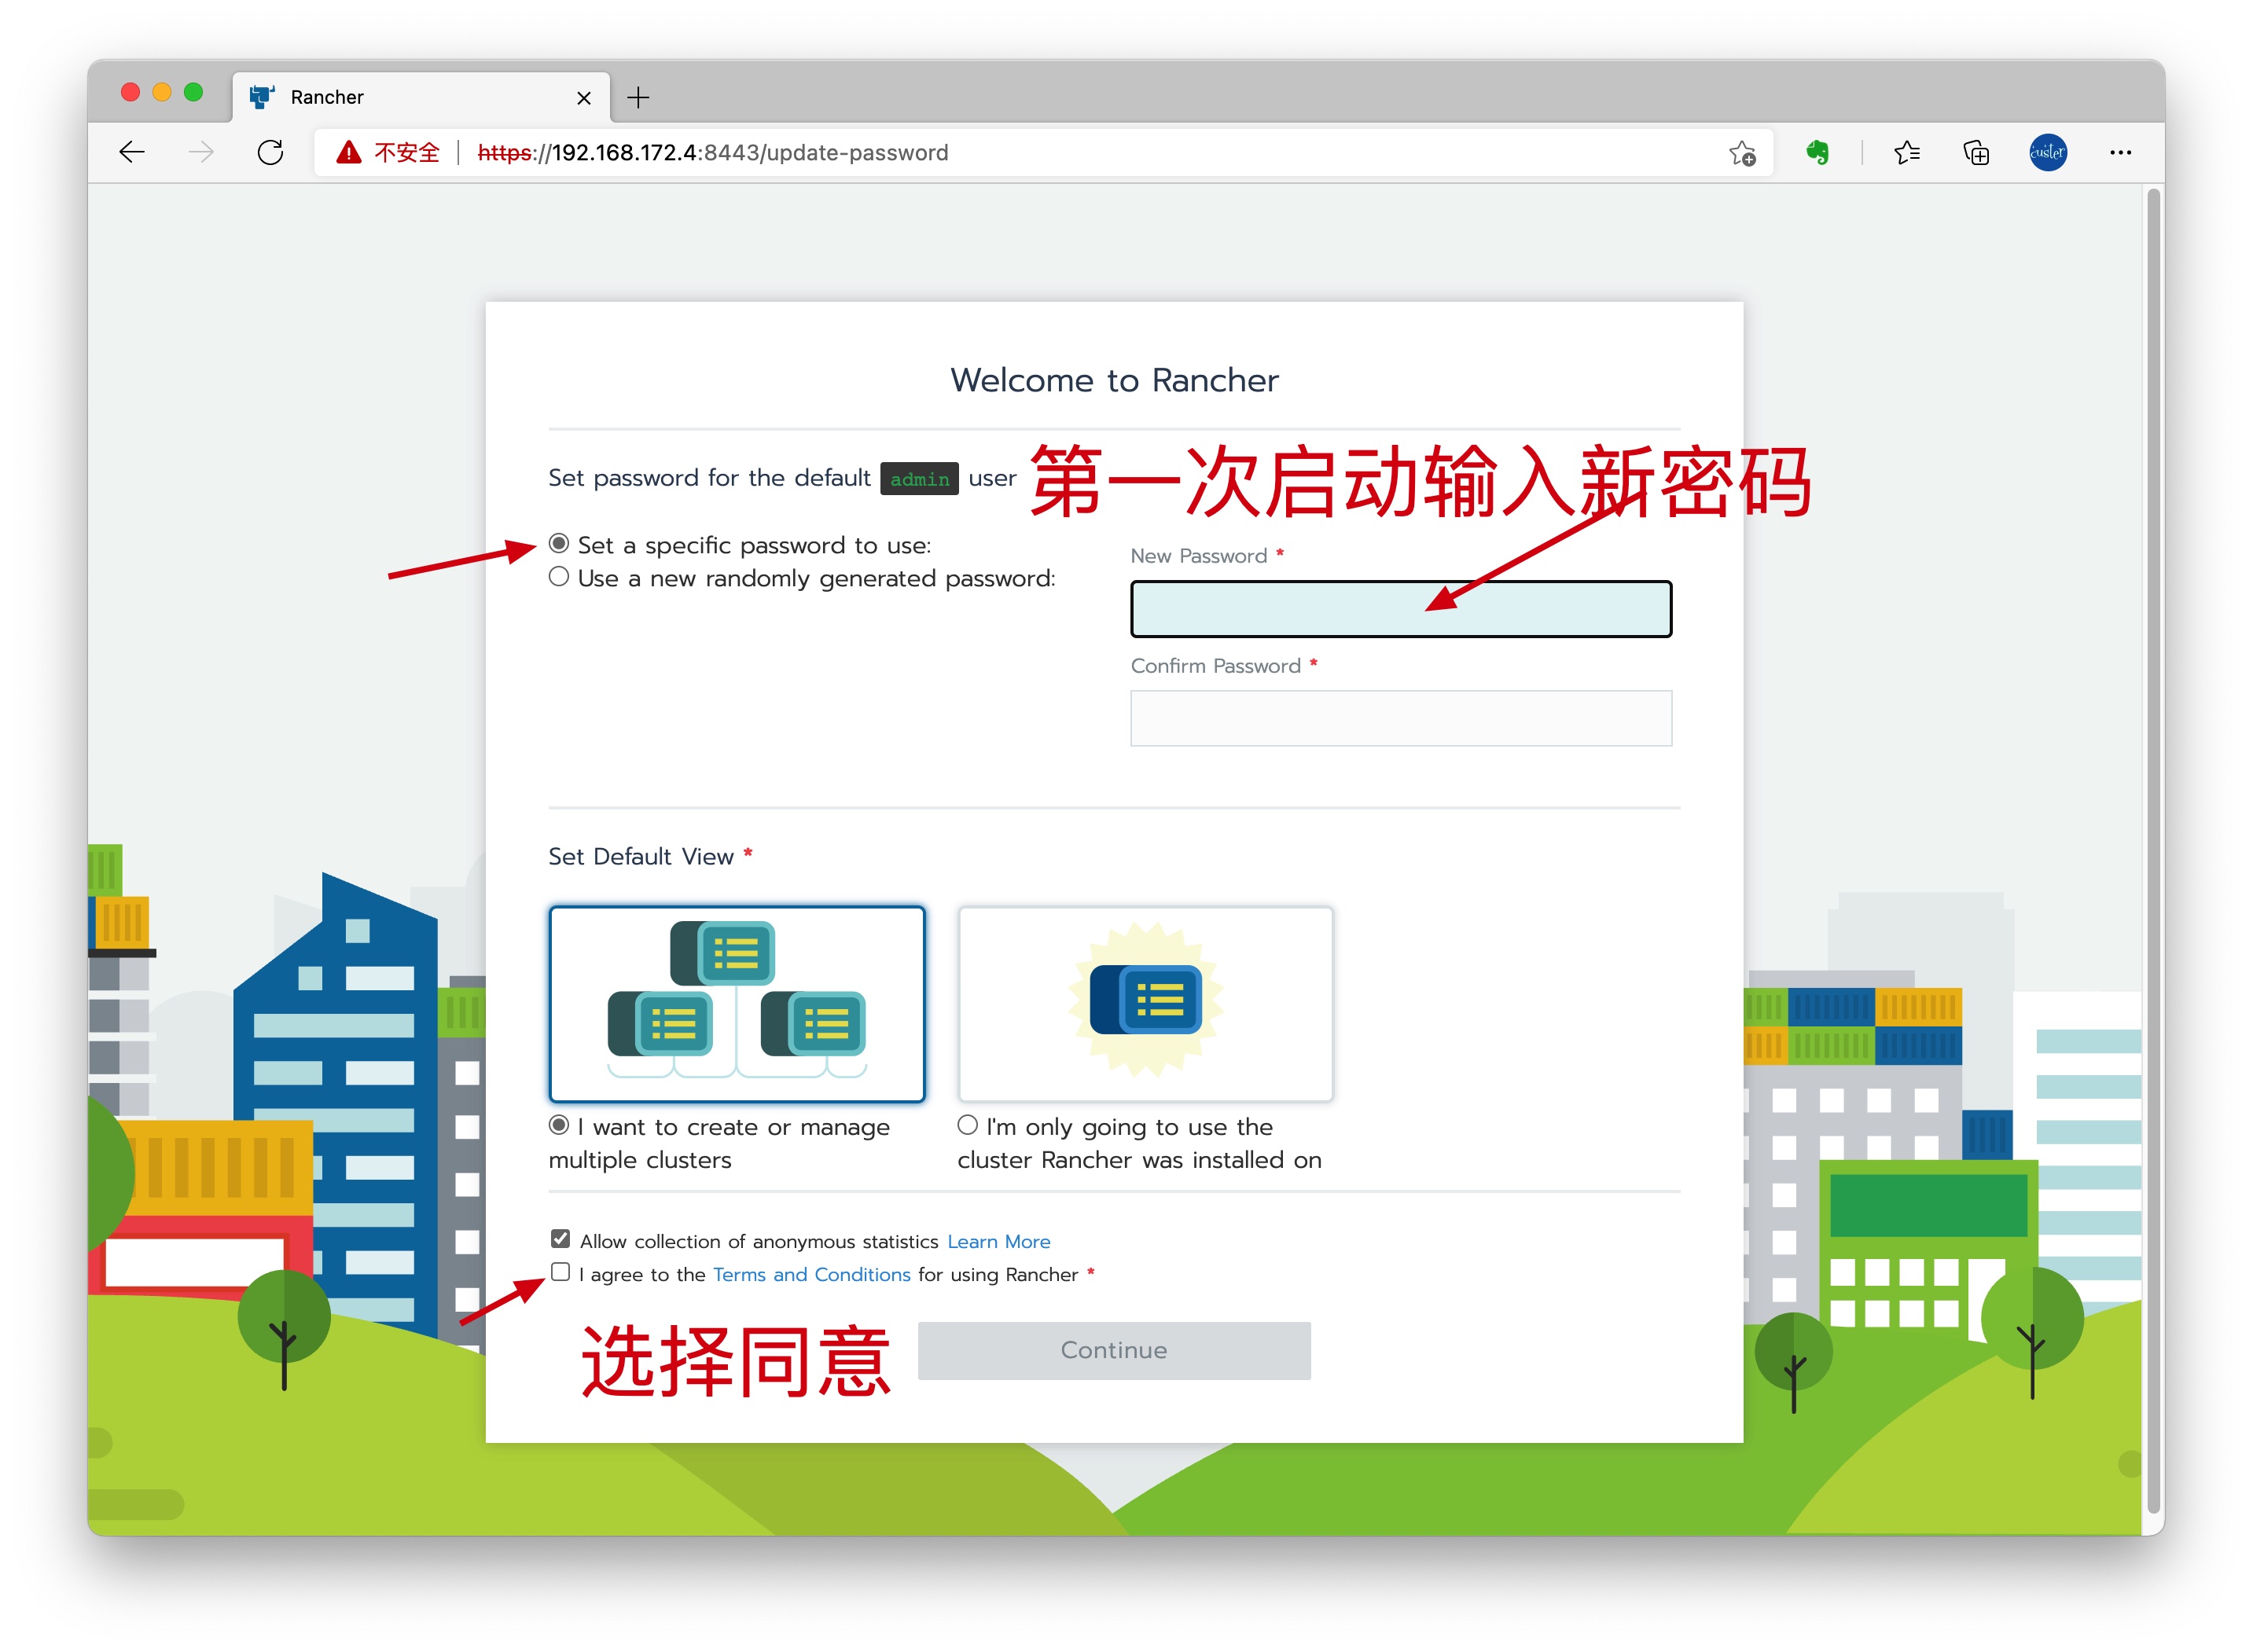 Rancher
不安全 https://192.168.172.4:8443/update-password
custer
Welcome to Rancher
Set password for the default admin user
第一次启动输入新密码
Set a specific password to use:
Use a new randomly generated password:
New Password *
Confirm Password *
Set Default View *
I want to create or manage
multiple clusters
I'm only going to use the
cluster Rancher was installed on
Allow collection of anonymous statistics Learn More
I agree to the Terms and Conditions for using Rancher *
选择同意
Continue